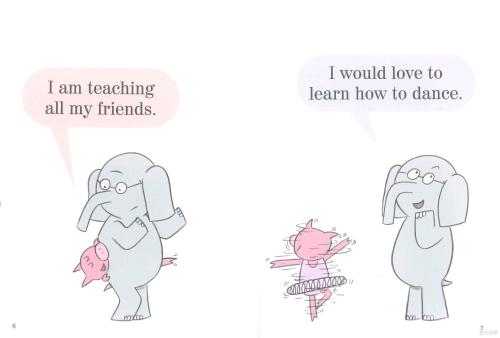 I am teaching
all my friends.
I would love to
learn how to dance.
6
7